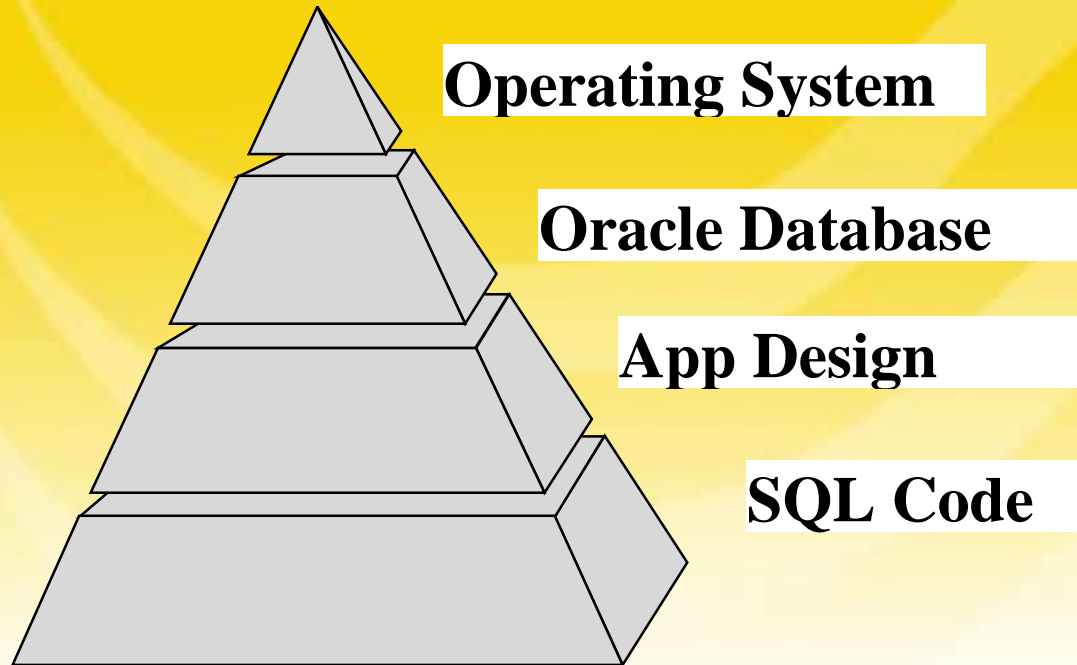 Operating System
Oracle Database
App Design
SQL Code